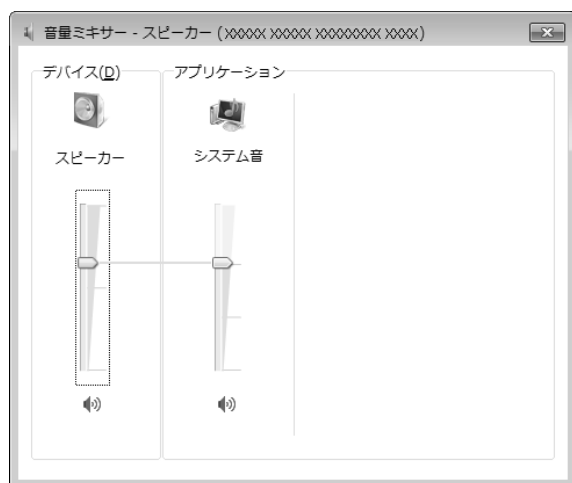 音量ミキサー - スピーカー (xxxxx xxxxx xxxxxxxxx xxxx)
デバイス(D)
アプリケーション
スピーカー
システム音